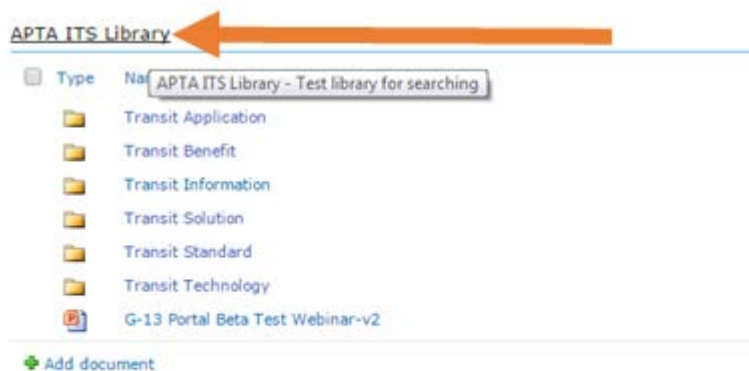 APTA ITS Library
Type Na
APTA ITS Library - Test library for searching
Transit Application
Transit Benefit
Transit Information
Transit Solution
Transit Standard
Transit Technology
G-13 Portal Beta Test Webinar-v2
Add document